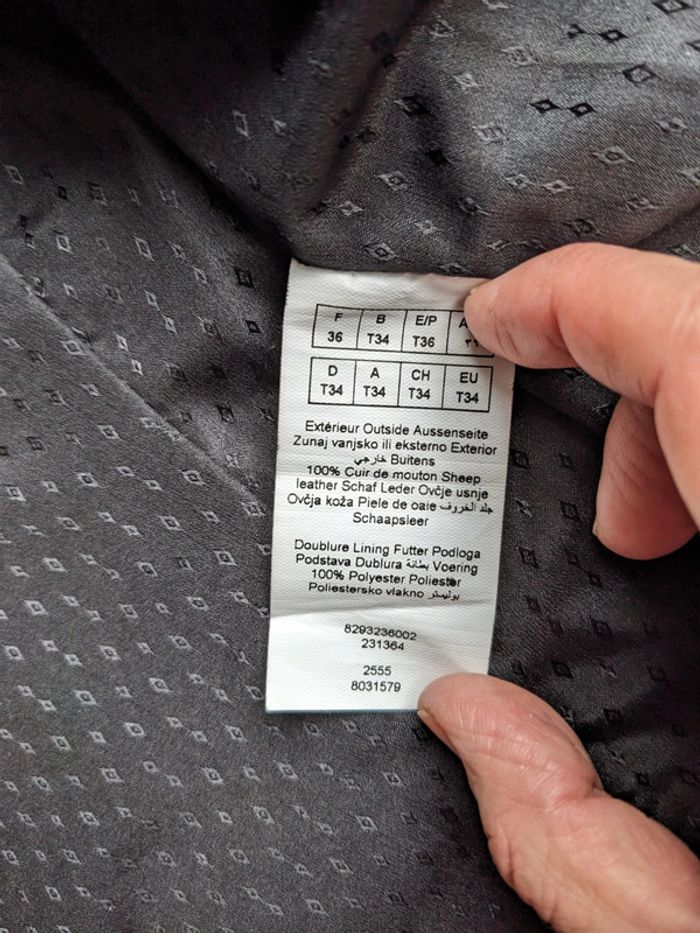 F B E/P A
36 T34 T36 ٣٦
D A CH EU
T34 T34 T34 T34
Extérieur Outside Aussenseite
Zunaj vanjsko ili eksterno Exterior
خارجي Buitens
100% Cuir de mouton Sheep
leather Schaf Leder Ovčje usnje
Ovčja koža Piele de oaie جلد الخروف
Schaapsleer
Doublure Lining Futter Podloga
Podstava Dublura بطانة Voering
100% Polyester Poliester
Poliestersko vlakno بوليستر
8293236002
231364
2555
8031579